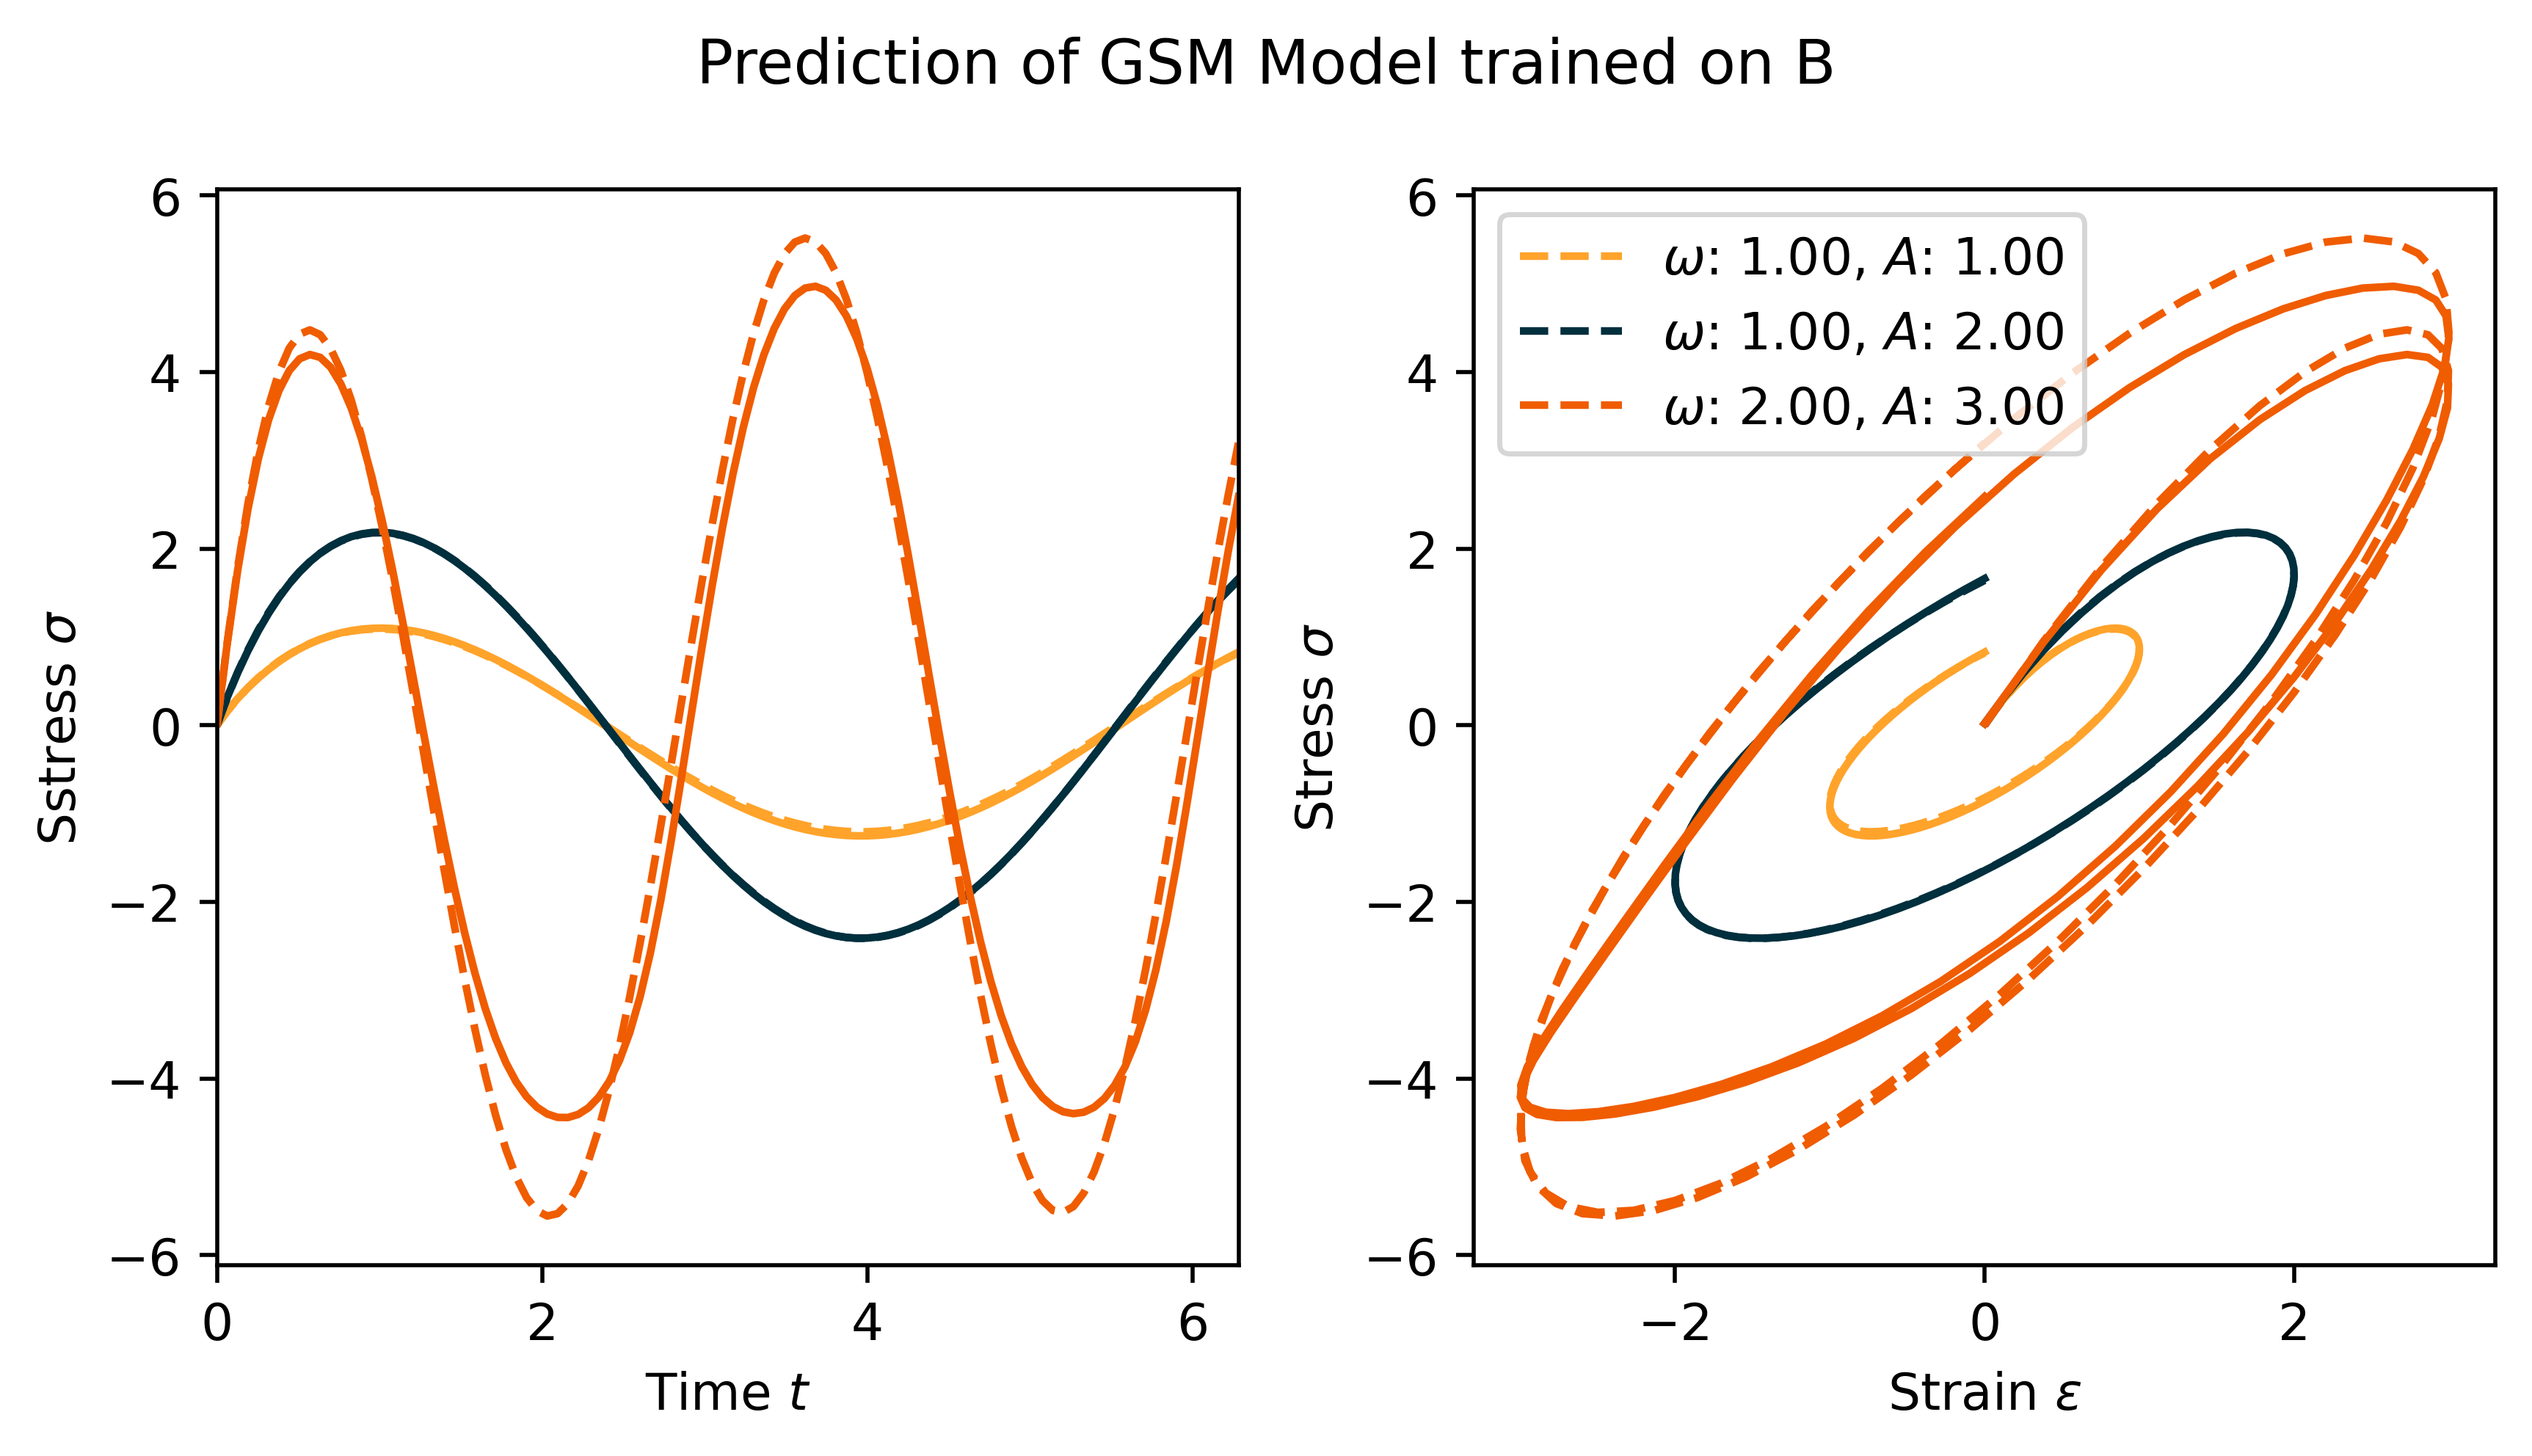 Prediction of GSM Model trained on B
6
4
2
0
−2
−4
−6
0
2
4
6
Sstress σ
Time t
6
4
2
0
−2
−4
−6
−2
0
2
Stress σ
Strain ε
ω: 1.00, A: 1.00
ω: 1.00, A: 2.00
ω: 2.00, A: 3.00